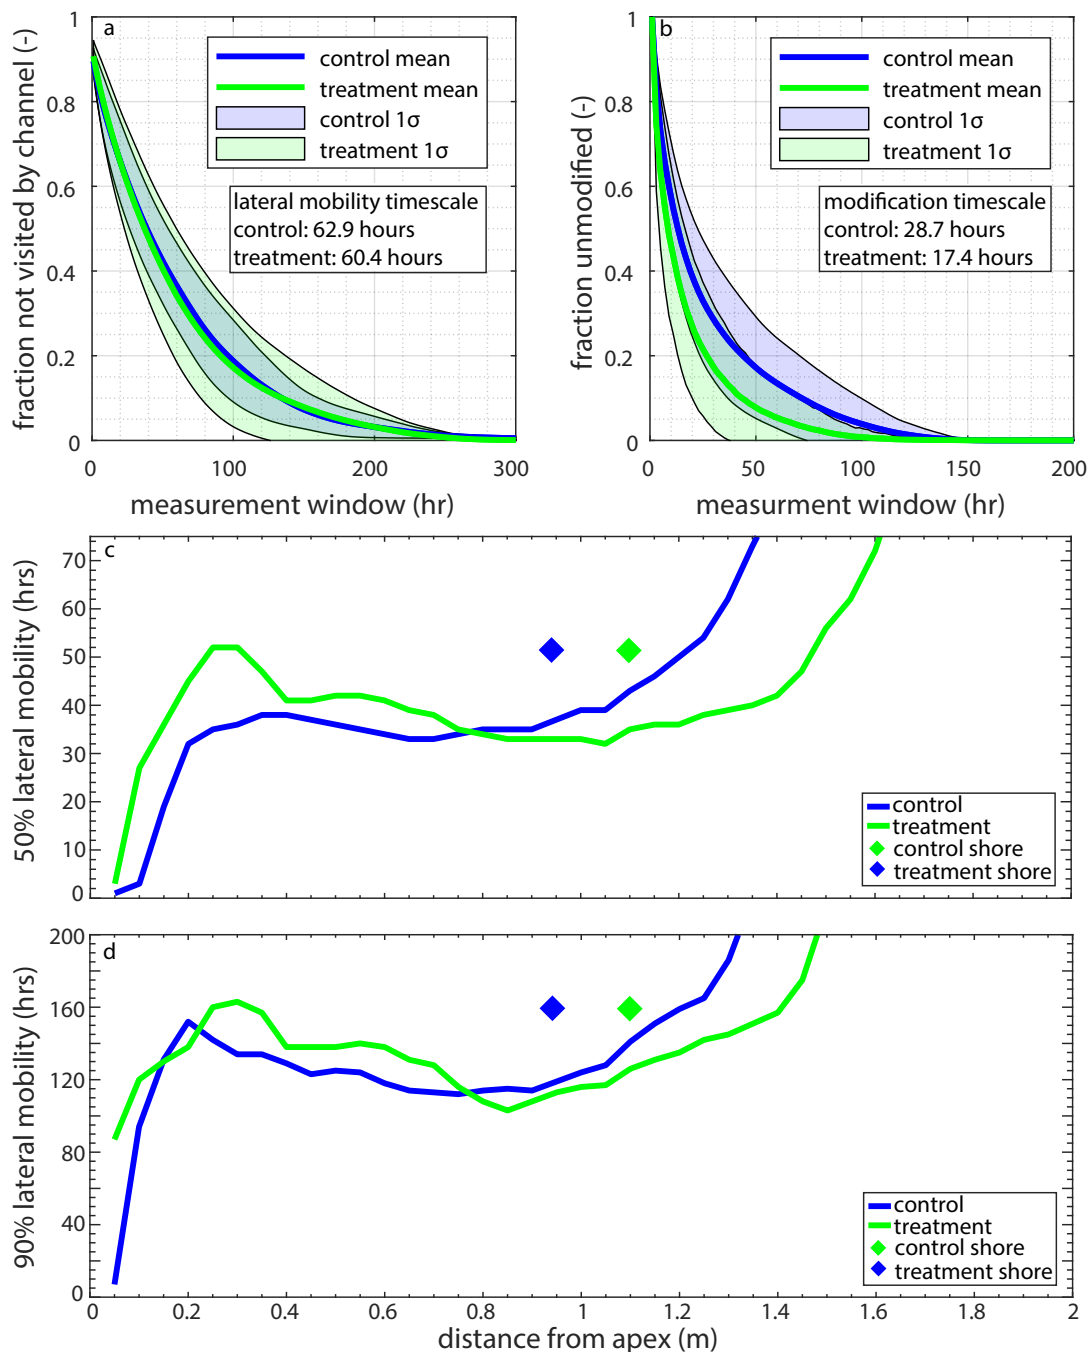 a
1
0.8
0.6
0.4
0.2
0
fraction not visited by channel (-)
control mean
treatment mean
control 1σ
treatment 1σ
lateral mobility timescale
control: 62.9 hours
treatment: 60.4 hours
0 100 200 300
measurement window (hr)
b
1
0.8
0.6
0.4
0.2
0
fraction unmodified (-)
control mean
treatment mean
control 1σ
treatment 1σ
modification timescale
control: 28.7 hours
treatment: 17.4 hours
0 50 100 150 200
measurment window (hr)
c
70
60
50
40
30
20
10
0
50% lateral mobility (hrs)
control
treatment
control shore
treatment shore
d
200
160
120
80
40
0
90% lateral mobility (hrs)
control
treatment
control shore
treatment shore
0 0.2 0.4 0.6 0.8 1 1.2 1.4 1.6 1.8 2
distance from apex (m)